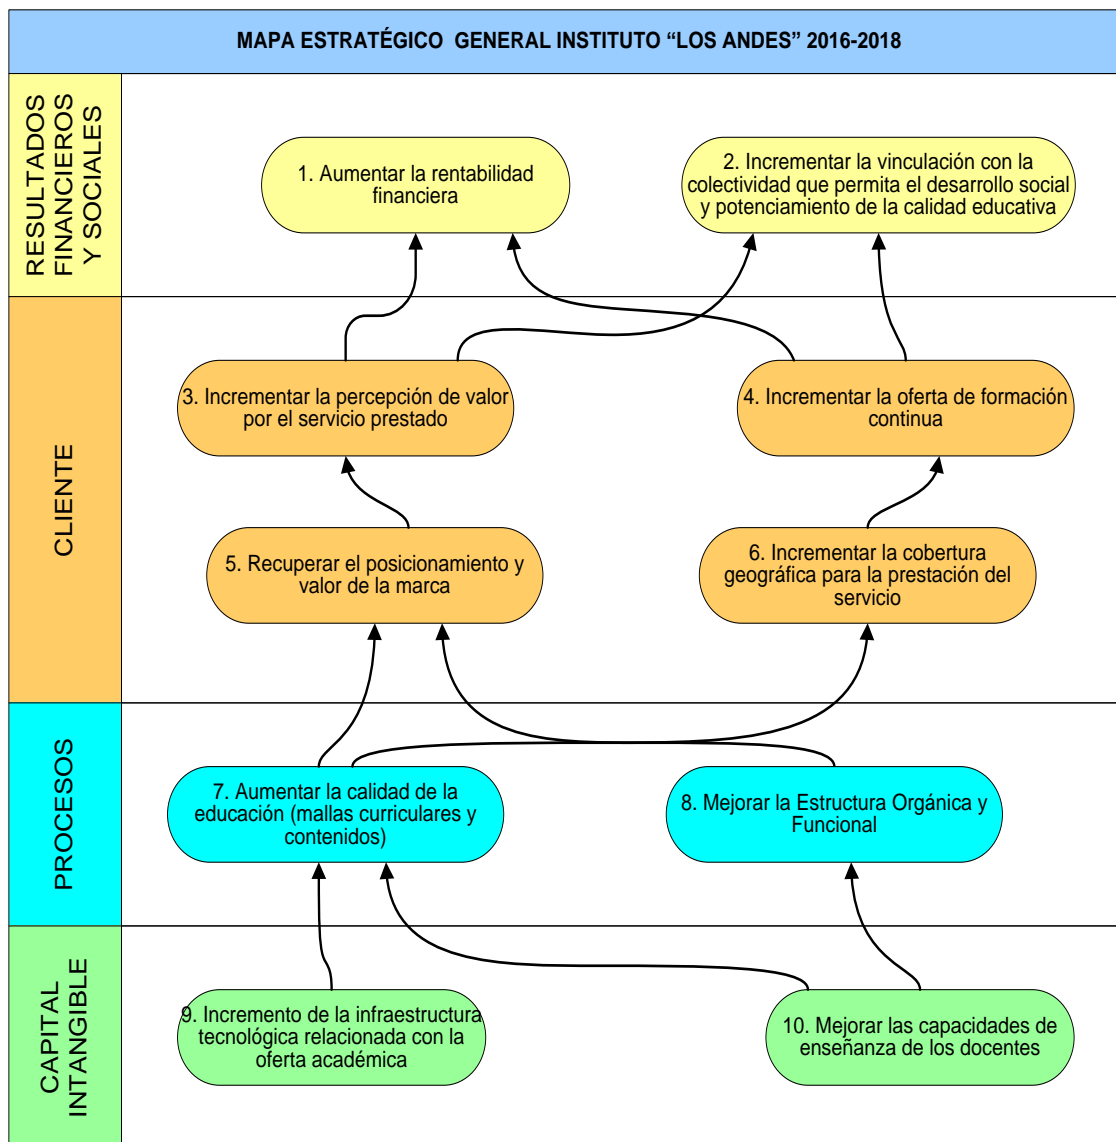 MAPA ESTRATÉGICO  GENERAL INSTITUTO “LOS ANDES” 2016-2018
RESULTADOS
FINANCIEROS
Y SOCIALES
1. Aumentar la rentabilidad
financiera
2. Incrementar la vinculación con la
colectividad que permita el desarrollo social
y potenciamiento de la calidad educativa
CLIENTE
3. Incrementar la percepción de valor
por el servicio prestado
4. Incrementar la oferta de formación
continua
5. Recuperar el posicionamiento y
valor de la marca
6. Incrementar la cobertura
geográfica para la prestación del
servicio
PROCESOS
7. Aumentar la calidad de la
educación (mallas curriculares y
contenidos)
8. Mejorar la Estructura Orgánica y
Funcional
CAPITAL
INTANGIBLE
9. Incremento de la infraestructura
tecnológica relacionada con la
oferta académica
10. Mejorar las capacidades de
enseñanza de los docentes